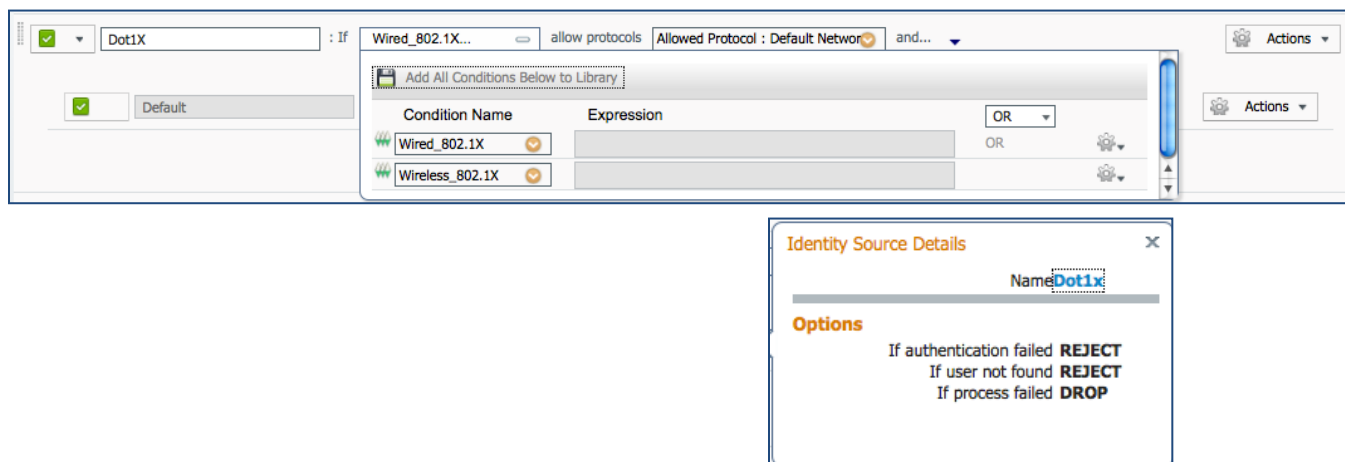 Dot1X : If Wired_802.1X... allow protocols Allowed Protocol : Default Networ and... Actions
Add All Conditions Below to Library
Default Actions
Condition Name Expression OR
Wired_802.1X OR
Wireless_802.1X
Identity Source Details
NameDot1x
Options
If authentication failed REJECT
If user not found REJECT
If process failed DROP